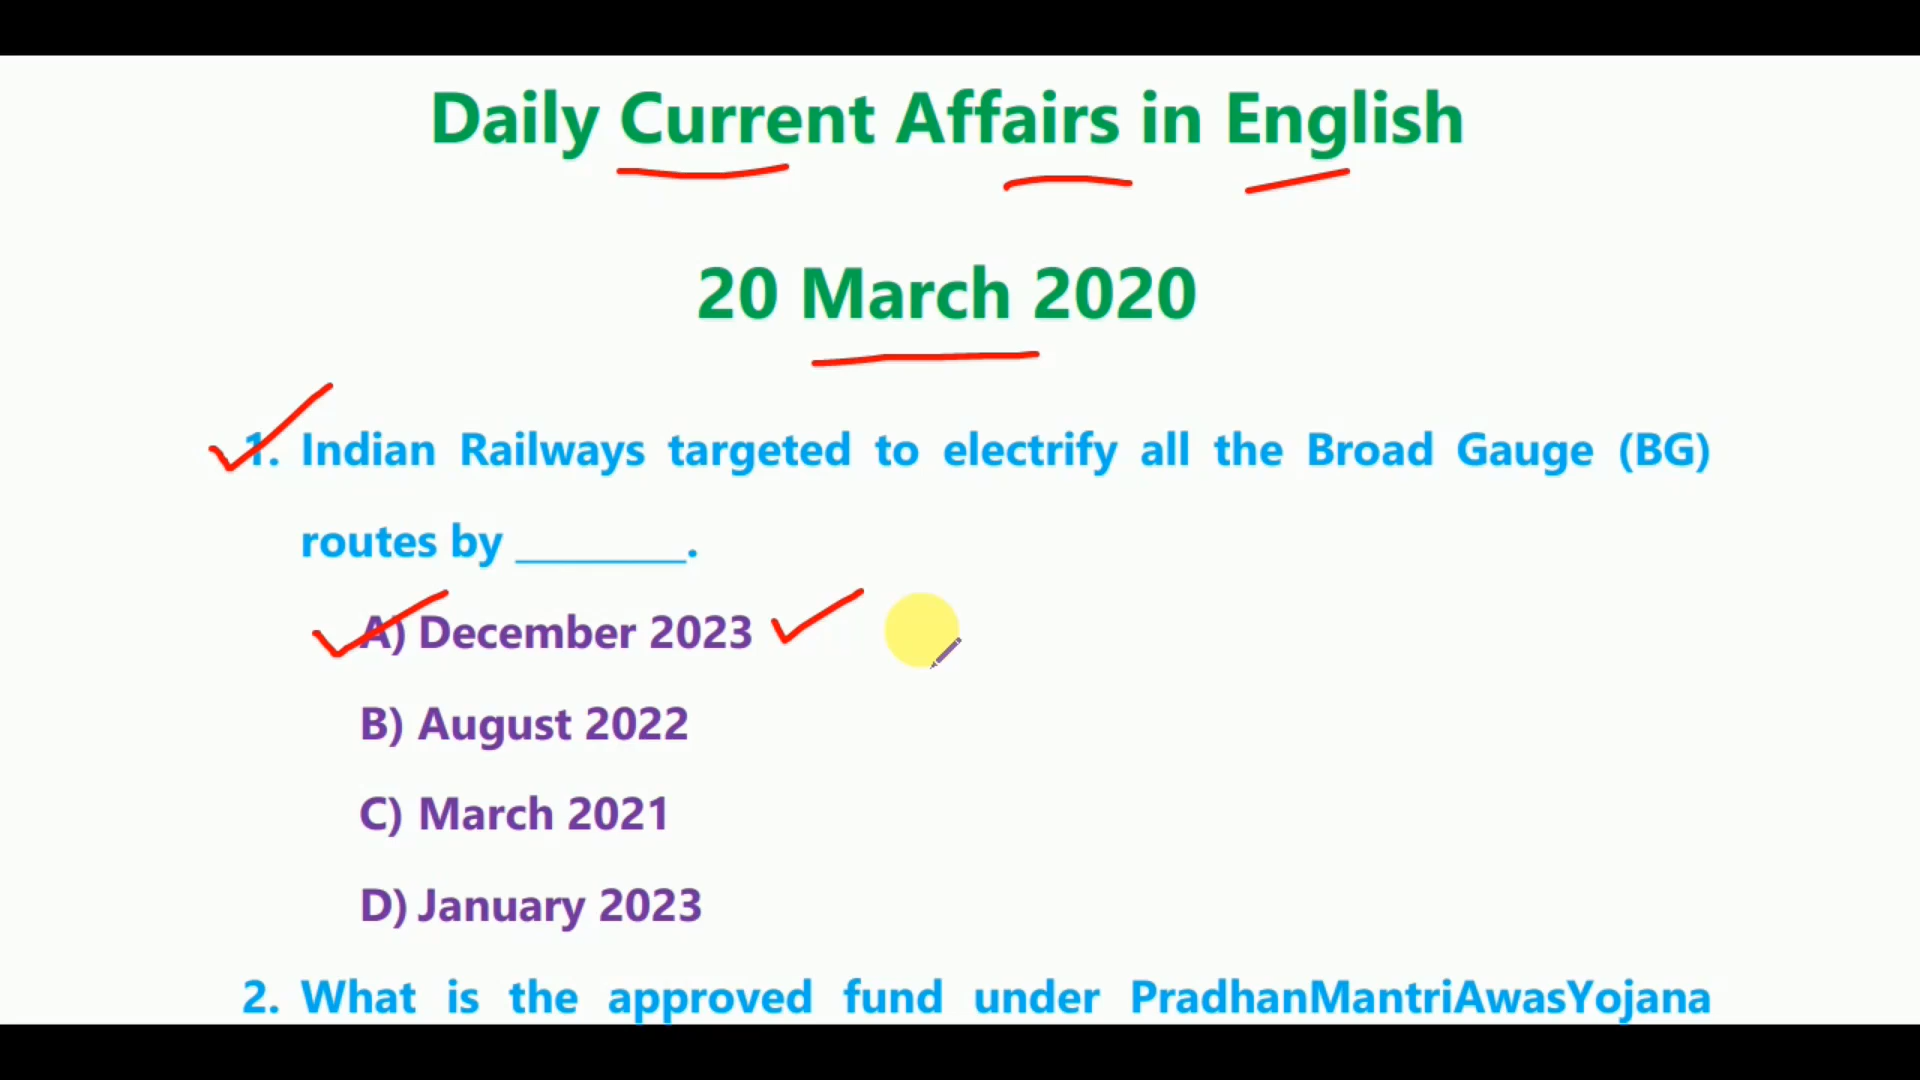 Daily Current Affairs in English
20 March 2020
1. Indian Railways targeted to electrify all the Broad Gauge (BG)
routes by ________.
A) December 2023
B) August 2022
C) March 2021
D) January 2023
2. What is the approved fund under PradhanMantriAwasYojana